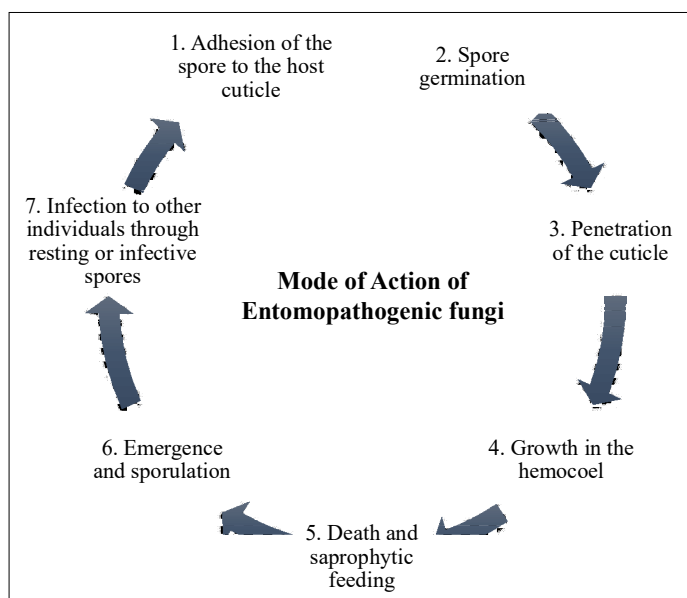 1. Adhesion of the
spore to the host
cuticle
2. Spore
germination
3. Penetration
of the cuticle
4. Growth in the
hemocoel
5. Death and
saprophytic
feeding
6. Emergence
and sporulation
7. Infection to other
individuals through
resting or infective
spores
Mode of Action of
Entomopathogenic fungi